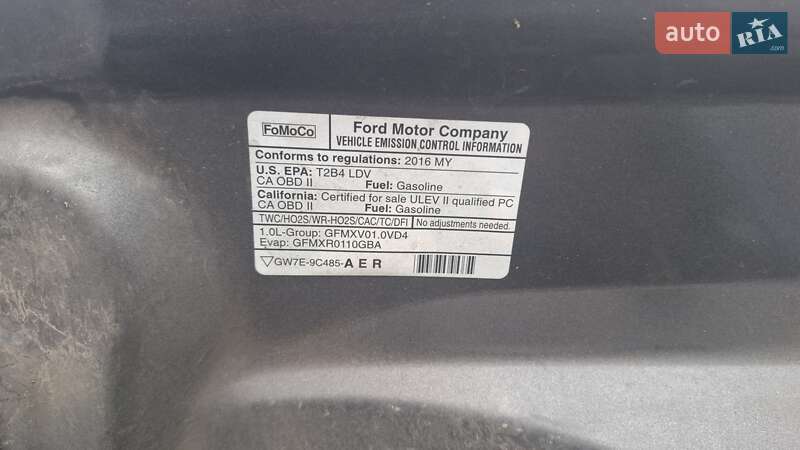 auto RIA.com
FoMoCo
Ford Motor Company
VEHICLE EMISSION CONTROL INFORMATION
Conforms to regulations: 2016 MY
U.S. EPA: T2B4 LDV
CA OBD II Fuel: Gasoline
California: Certified for sale ULEV II qualified PC
CA OBD II Fuel: Gasoline
TWC/HO2S/WR-HO2S/CAC/TC/DFI No adjustments needed.
1.0L-Group: GFMXV01.0VD4
Evap: GFMXR0110GBA
GW7E-9C485-A E R